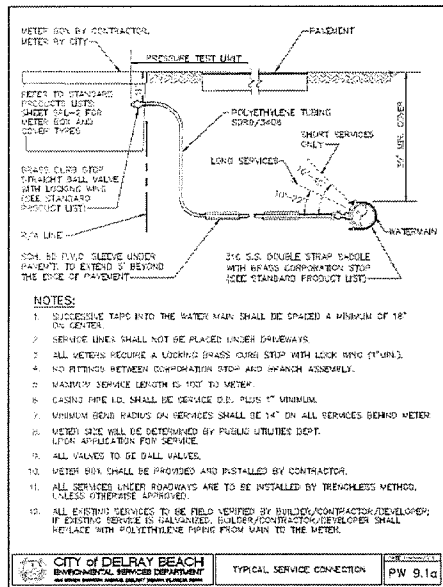 METER BOX BY CONTRACTOR,
METER BY CITY
PRESSURE TEST LIMIT
PAVEMENT
REFER TO STANDARD
PRODUCTS LISTS:
METER BOX AND
COVER TYPES
POLYETHYLENE TUBING
SHORT SERVICES
ONLY
LONG SERVICES
MIN. COVER
BRASS CURB STOP
STRAIGHT BALL VALVE
WITH LOCKING WING
(SEE STANDARD
PRODUCT LIST)
R/W LINE
WATERMAIN
SCH. 80 P.V.C. SLEEVE UNDER
PAVEM'T. TO EXTEND 5' BEYOND
THE EDGE OF PAVEMENT
316 S.S. DOUBLE STRAP SADDLE
WITH BRASS CORPORATION STOP
(SEE STANDARD PRODUCT LIST)
NOTES:
1. SUCCESSIVE TAPS INTO THE WATER MAIN SHALL BE SPACED A MINIMUM OF 18"
ON CENTER.
2. SERVICE LINES SHALL NOT BE PLACED UNDER DRIVEWAYS.
3. ALL METERS REQUIRE A LOCKING BRASS CURB STOP WITH LOCK WING (1"MIN.).
4. NO FITTINGS BETWEEN CORPORATION STOP AND BRANCH ASSEMBLY.
5. MAXIMUM SERVICE LENGTH IS 100' TO METER.
6. CASING PIPE I.D. SHALL BE SERVICE O.D. PLUS 1" MINIMUM.
7. MINIMUM BEND RADIUS ON SERVICES SHALL BE 14" ON ALL SERVICES BEHIND METER.
8. METER SIZE WILL BE DETERMINED BY PUBLIC UTILITIES DEPT.
UPON APPLICATION FOR SERVICE.
9. ALL VALVES TO BE BALL VALVES.
10. METER BOX SHALL BE PROVIDED AND INSTALLED BY CONTRACTOR.
11. ALL SERVICES UNDER ROADWAYS ARE TO BE INSTALLED BY TRENCHLESS METHOD,
UNLESS OTHERWISE APPROVED.
12. ALL EXISTING SERVICES TO BE FIELD VERIFIED BY BUILDER/CONTRACTOR/DEVELOPER;
IF EXISTING SERVICE IS GALVANIZED, BUILDER/CONTRACTOR/DEVELOPER SHALL
REPLACE WITH POLYETHYLENE PIPING FROM MAIN TO THE METER.
CITY of DELRAY BEACH
ENVIRONMENTAL SERVICES DEPARTMENT
TYPICAL SERVICE CONNECTION
PW 9.1a